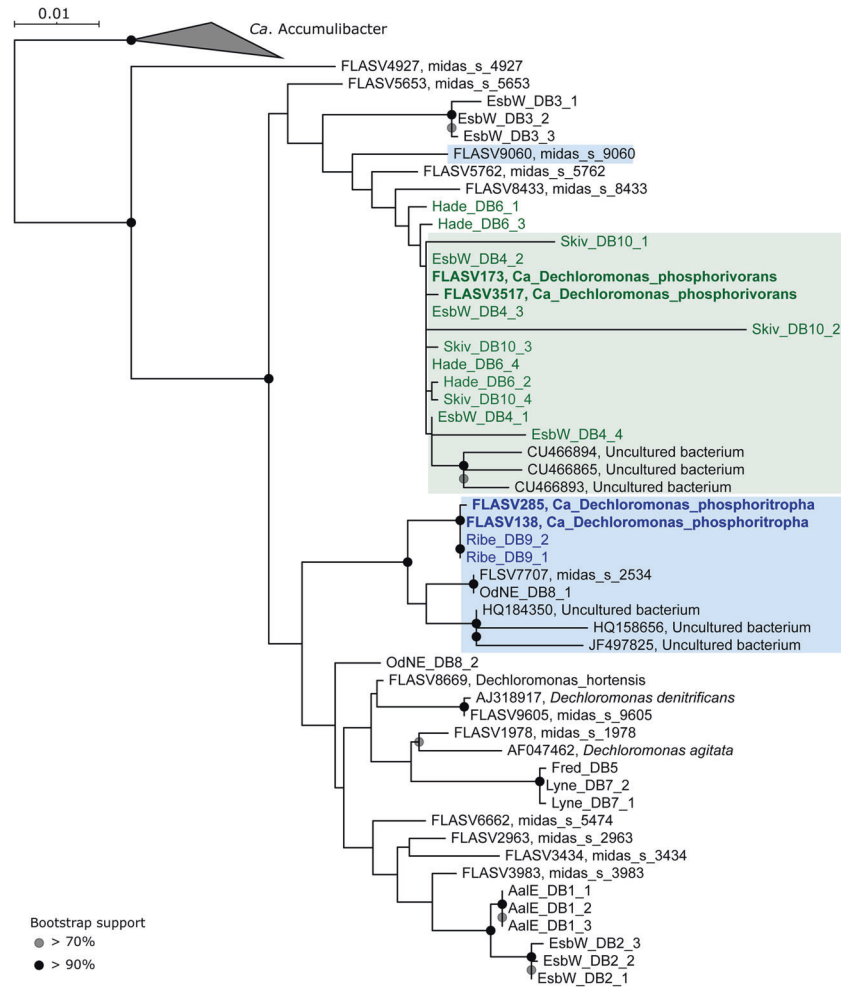 0.01
Ca. Accumulibacter
FLASV4927, midas_s_4927
FLASV5653, midas_s_5653
EsbW_DB3_1
EsbW_DB3_2
EsbW_DB3_3
FLASV9060, midas_s_9060
FLASV5762, midas_s_5762
FLASV8433, midas_s_8433
Hade_DB6_1
Hade_DB6_3
Skiv_DB10_1
EsbW_DB4_2
FLASV173, Ca_Dechloromonas_phosphorivorans
FLASV3517, Ca_Dechloromonas_phosphorivorans
EsbW_DB4_3
Skiv_DB10_2
Skiv_DB10_3
Hade_DB6_4
Hade_DB6_2
Skiv_DB10_4
EsbW_DB4_1
EsbW_DB4_4
CU466894, Uncultured bacterium
CU466865, Uncultured bacterium
CU466893, Uncultured bacterium
FLASV285, Ca_Dechloromonas_phosphoritropha
FLASV138, Ca_Dechloromonas_phosphoritropha
Ribe_DB9_2
Ribe_DB9_1
FLSV7707, midas_s_2534
OdNE_DB8_1
HQ184350, Uncultured bacterium
HQ158656, Uncultured bacterium
JF497825, Uncultured bacterium
OdNE_DB8_2
FLASV8669, Dechloromonas_hortensis
AJ318917, Dechloromonas denitrificans
FLASV9605, midas_s_9605
FLASV1978, midas_s_1978
AF047462, Dechloromonas agitata
Fred_DB5
Lyne_DB7_2
Lyne_DB7_1
FLASV6662, midas_s_5474
FLASV2963, midas_s_2963
FLASV3434, midas_s_3434
FLASV3983, midas_s_3983
AalE_DB1_1
AalE_DB1_2
AalE_DB1_3
EsbW_DB2_3
EsbW_DB2_2
EsbW_DB2_1
Bootstrap support
> 70%
> 90%